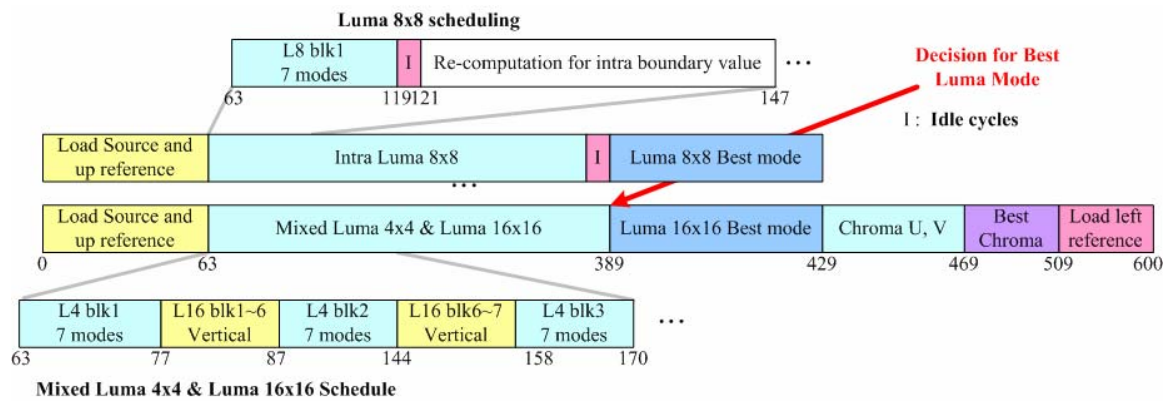 Luma 8x8 scheduling
L8 blk1
7 modes
I
Re-computation for intra boundary value
...
63
119
121
147
Decision for Best
Luma Mode
I : Idle cycles
Load Source and
up reference
Intra Luma 8x8
I
Luma 8x8 Best mode
...
Load Source and
up reference
Mixed Luma 4x4 & Luma 16x16
Luma 16x16 Best mode
Chroma U, V
Best
Chroma
Load left
reference
0
63
389
429
469
509
600
L4 blk1
7 modes
L16 blk1~6
Vertical
L4 blk2
7 modes
L16 blk6~7
Vertical
L4 blk3
7 modes
...
63
77
87
144
158
170
Mixed Luma 4x4 & Luma 16x16 Schedule